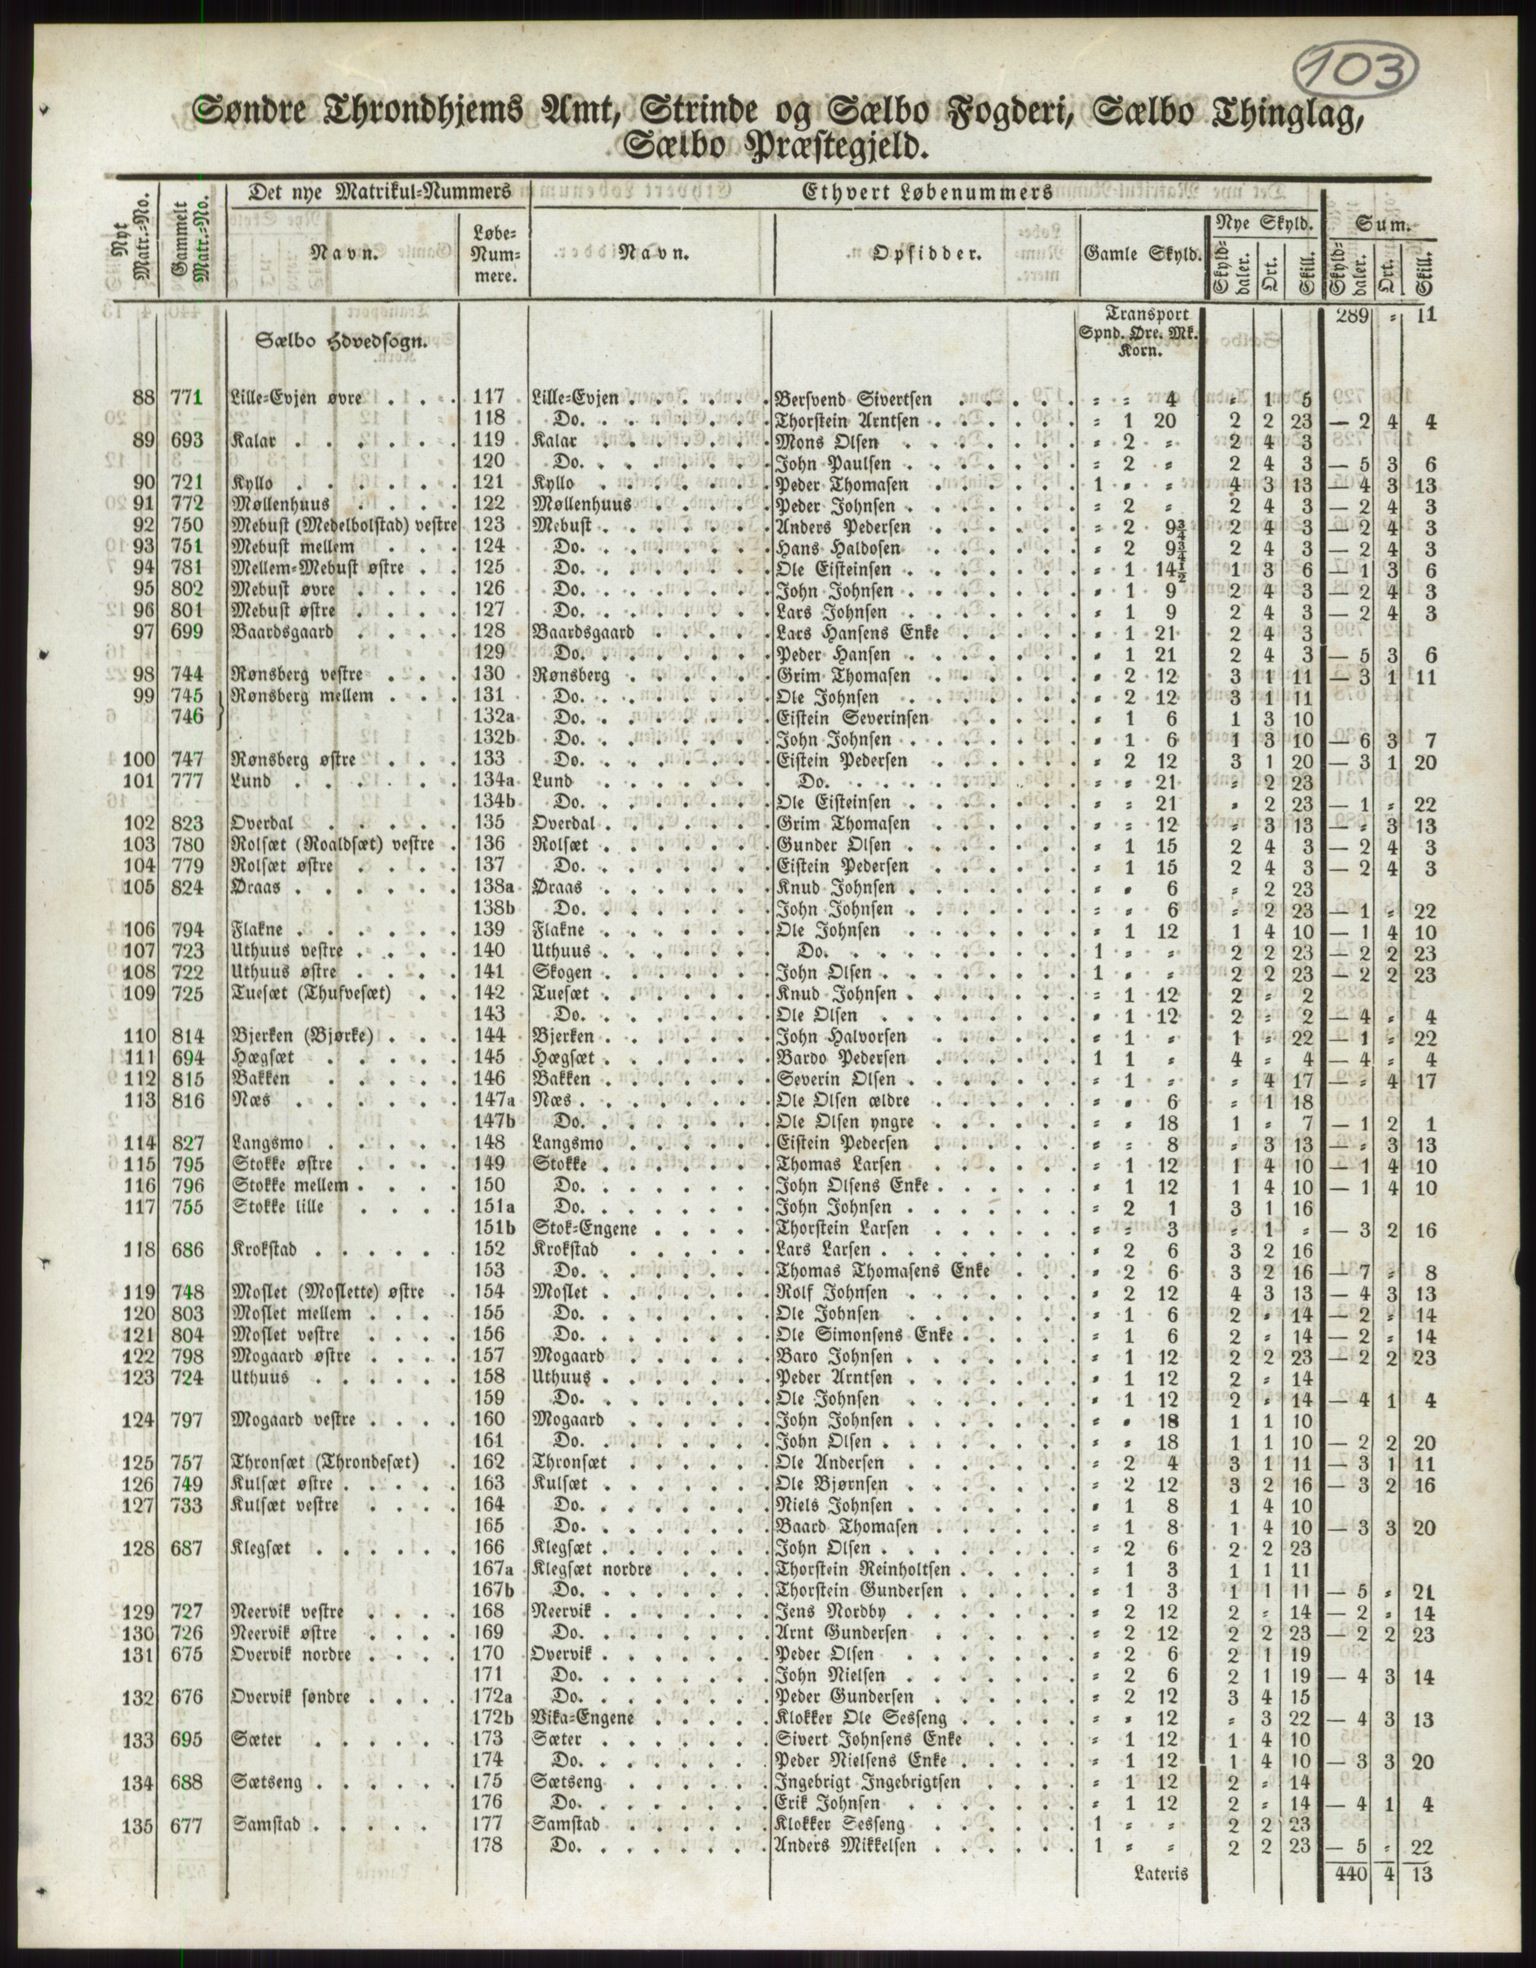 103
Søndre Throndhjems Amt, Strinde og Sælbo Fogderi, Sælbo Thinglag,
Sælbo Præstegjeld.
Nyt Matr.-No. Gammelt Matr.-No. Det nye Matrikul-Nummers Ethvert Løbenummers
Navn. Løbe-Nummere. Navn. Opsidder. Gamle Skyld. Nye Skyld. Sum.
Skylddaler. Ort. Skill. Skylddaler. Ort. Skill.
Sælbo Hovedsogn. Transport 289 - 11
Spnd. Øre. Mk. Korn.
88 771 Lille-Evjen øvre 117 Lille-Evjen Bersvend Sivertsen - - 4 - 1 5
118 Do. Thorstein Arntsen - 1 20 2 2 23 — 2 4 4
89 693 Kalar 119 Kalar Mons Olsen - 2 - 2 4 3
120 Do. John Paulsen - 2 - 2 4 3 — 5 3 6
90 721 Kyllo 121 Kyllo Peder Thomasen 1 - - 4 3 13 — 4 3 13
91 772 Møllenhuus 122 Møllenhuus Peder Johnsen - 2 - 2 4 3 — 2 4 3
92 750 Mebust (Medelbolstad) vestre 123 Mebust Anders Pedersen - 2 9¾ 2 4 3 — 2 4 3
93 751 Mebust mellem 124 Do. Hans Haldosen - 2 9¾ 2 4 3 — 2 4 3
94 781 Mellem-Mebust østre 125 Do. Ole Eisteinsen - 1 14½ 1 3 6 — 1 3 6
95 802 Mebust øvre 126 Do. John Johnsen - 1 9 2 4 3 — 2 4 3
96 801 Mebust østre 127 Do. Lars Johnsen - 1 9 2 4 3 — 2 4 3
97 699 Baardsgaard 128 Baardsgaard Lars Hansens Enke - 1 21 2 4 3
129 Do. Peder Hansen - 1 21 2 4 3 — 5 3 6
98 744 Rønsberg vestre 130 Rønsberg Grim Thomasen - 2 12 3 1 11 — 3 1 11
99 745 Rønsberg mellem 131 Do. Ole Johnsen - 2 12 3 1 11
746 132a Do. Eistein Severinsen - 1 6 1 3 10
132b Do. John Johnsen - 1 6 1 3 10 — 6 3 7
100 747 Rønsberg østre 133 Do. Eistein Pedersen - 2 12 3 1 20 — 3 1 20
101 777 Lund 134a Lund Do. - - 21 - 2 23
134b Do. Ole Eisteinsen - - 21 - 2 23 — 1 - 22
102 823 Overdal 135 Overdal Grim Thomasen - - 12 - 3 13 — - 3 13
103 780 Rolsæt (Roaldsæt) vestre 136 Rolsæt Gunder Olsen - 1 15 2 4 3 — 2 4 3
104 779 Rolsæt østre 137 Do. Eistein Pedersen - 1 15 2 4 3 — 2 4 3
105 824 Draas 138a Draas Knud Johnsen - - 6 - 2 23
138b Do. John Johnsen - - 6 - 2 23 — 1 - 22
106 794 Flakne 139 Flakne Ole Johnsen - 1 12 1 4 10 — 1 4 10
107 723 Uthuus vestre 140 Uthuus Do. 1 - - 2 2 23 — 2 2 23
108 722 Uthuus østre 141 Skogen John Olsen 1 - - 2 2 23 — 2 2 23
109 725 Tuesæt (Thusvesæt) 142 Tuesæt Knud Johnsen - 1 12 2 - 2
143 Do. Ole Olsen - 1 12 2 - 2 — 4 - 4
110 814 Bjerken (Bjørke) 144 Bjerken John Halvorsen - 1 - 1 - 22 — 1 - 22
111 694 Hægsæt 145 Hægsæt Bardo Pedersen 1 1 - 4 - 4 — 4 - 4
112 815 Bakken 146 Bakken Severin Olsen - 1 - - 4 17 — - 4 17
113 816 Næs 147a Næs Ole Olsen ældre - - 6 - 1 18
147b Do. Ole Olsen yngre - - 18 1 - 7 — 1 2 1
114 827 Langsmo 148 Langsmo Eistein Pedersen - - 8 - 3 13 — - 3 13
115 795 Stokke østre 149 Stokke Thomas Larsen - 1 12 1 4 10 — 1 4 10
116 796 Stokke mellem 150 Do. John Olsens Enke - 1 12 1 4 10 — 1 4 10
117 755 Stokke lille 151a Do. John Johnsen - 2 1 3 1 16
151b Stok-Engene Thorstein Larsen - - 3 - 1 - — 3 2 16
118 686 Krokstad 152 Krokstad Lars Larsen - 2 6 3 2 16
153 Do. Thomas Thomasens Enke - 2 6 3 2 16 — 7 - 8
119 748 Moslet (Moslette) østre 154 Moslet Rolf Johnsen - 2 12 4 3 13 — 4 3 13
120 803 Moslet mellem 155 Do. Ole Johnsen - 1 6 2 - 14 — 2 - 14
121 804 Moslet vestre 156 Do. Ole Simonsens Enke - 1 6 2 - 14 — 2 - 14
122 798 Mogaard østre 157 Mogaard Baro Johnsen - 1 12 2 2 23 — 2 2 23
123 724 Uthuus 158 Uthuus Peder Arntsen - 1 12 2 - 14
159 Do. Ole Johnsen - 1 12 2 - 14 — 4 1 4
124 797 Mogaard vestre 160 Mogaard John Johnsen - - 18 1 1 10
161 Do. John Olsen - - 18 1 1 10 — 2 2 20
125 757 Thronsæt (Throndesæt) 162 Thronsæt Ole Andersen - 2 4 3 1 11 — 3 1 11
126 749 Kulsæt østre 163 Kulsæt Ole Bjørnsen - 2 12 3 2 16 — 3 2 16
127 733 Kulsæt vestre 164 Do. Niels Johnsen - 1 8 1 4 10
165 Do. Baard Thomasen - 1 8 1 4 10 — 3 3 20
128 687 Klegsæt 166 Klegsæt John Olsen - 2 6 2 2 23
167a Klegsæt nordre Thorstein Reinholtsen - 1 3 1 1 11
167b Do. Thorstein Gundersen - 1 3 1 1 11 — 5 - 21
129 727 Neervik vestre 168 Neervik Jens Nordby - 2 12 2 - 14 — 2 - 14
130 726 Neervik østre 169 Do. Arnt Gundersen - 2 12 2 2 23 — 2 2 23
131 675 Overvik nordre 170 Overvik Peder Olsen - 2 6 2 1 19
171 Do. John Nielsen - 2 6 2 1 19 — 4 3 14
132 676 Overvik søndre 172a Do. Peder Gundersen - 2 12 3 4 15
172b Vika-Engene Klokker Ole Sesseng - - 12 - 3 22 — 4 3 13
133 695 Sæter 173 Sæter Sivert Johnsens Enke - 1 12 1 4 10
174 Do. Peder Nielsens Enke - 1 12 1 4 10 — 3 3 20
134 688 Sætseng 175 Sætseng Ingebrigt Ingebrigtsen - 1 12 2 - 14
176 Do. Erik Johnsen - 1 12 2 - 14 — 4 1 4
135 677 Samstad 177 Samstad Klokker Sesseng 1 - - 2 2 23
178 Do. Anders Mikkelsen 1 - - 2 2 23 — 5 - 22
Lateris 440 4 13